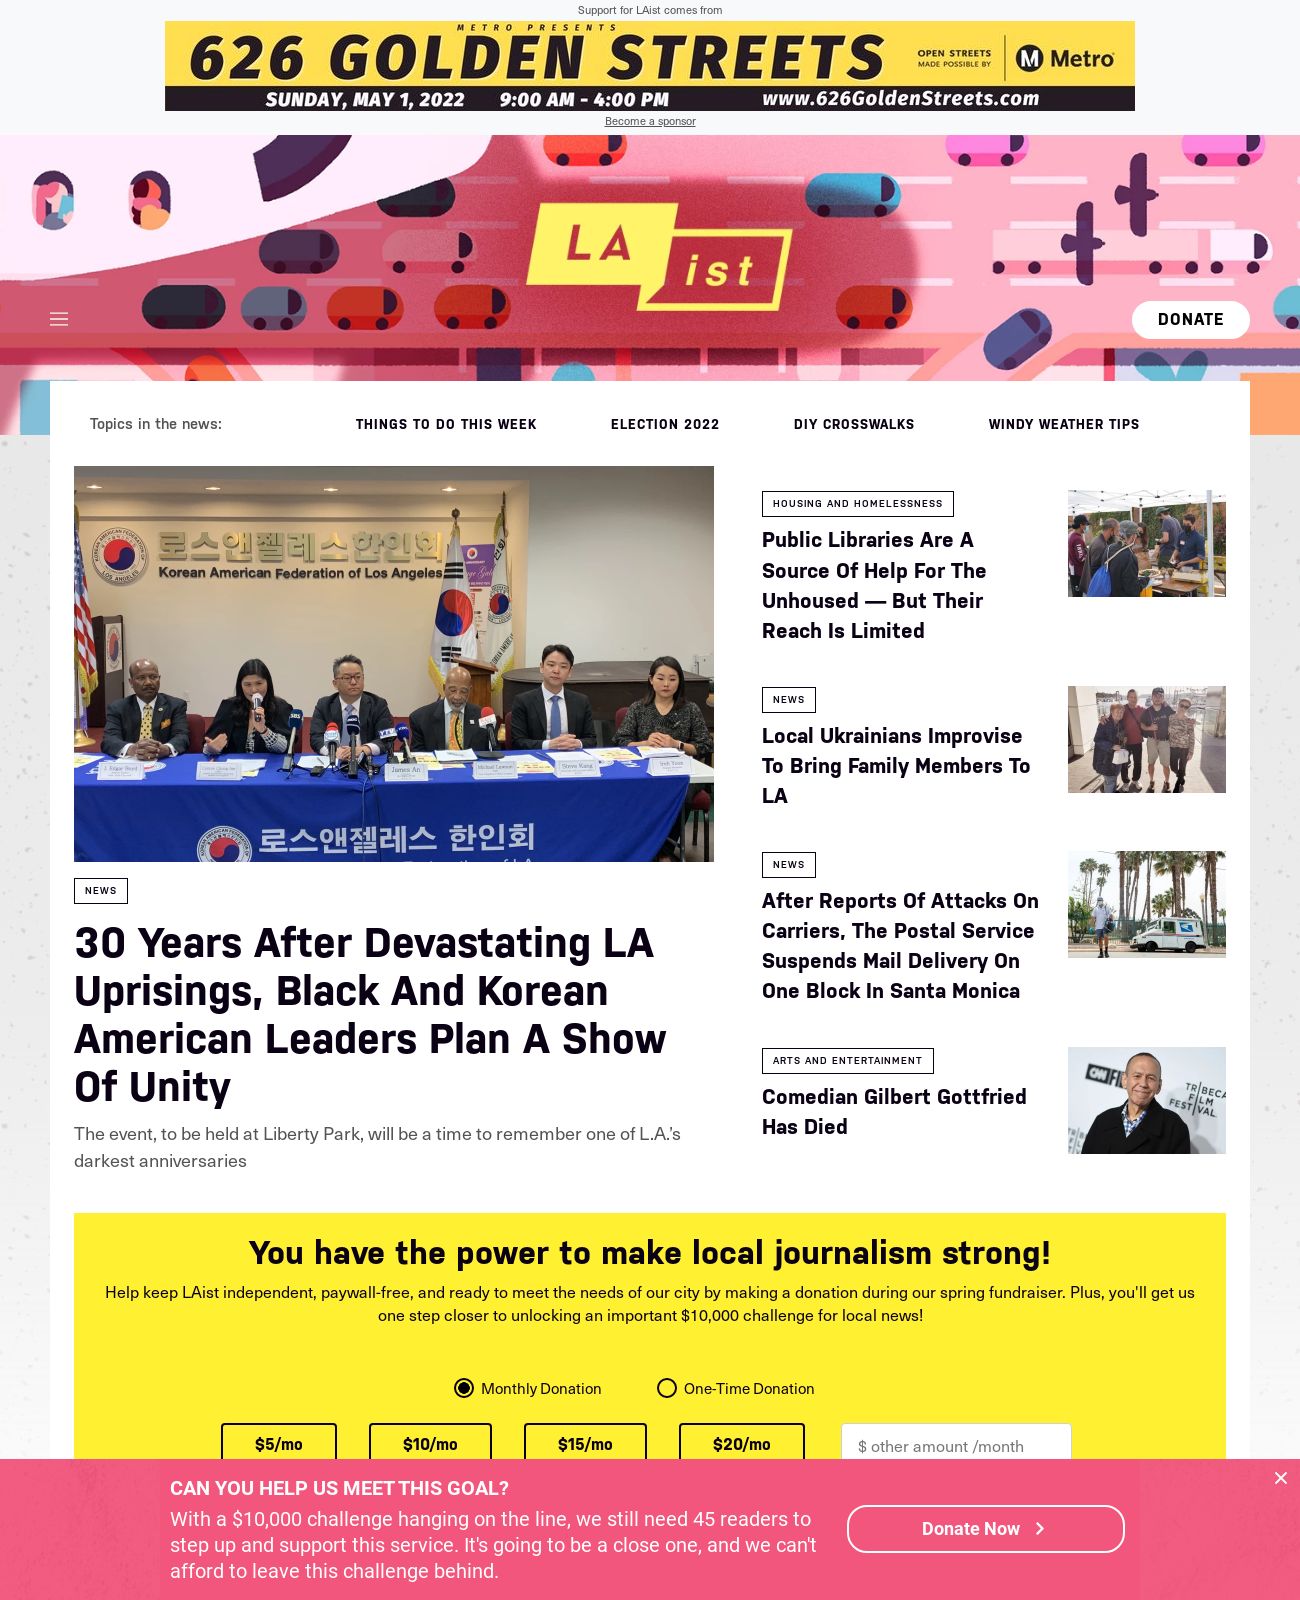 Support for LAist comes from
METRO PRESENTS
626 GOLDEN STREETS
OPEN STREETS
MADE POSSIBLE BY
M Metro
SUNDAY, MAY 1, 2022 9:00 AM - 4:00 PM www.626GoldenStreets.com
Become a sponsor
LA
ist
DONATE
Topics in the news:
THINGS TO DO THIS WEEK
ELECTION 2022
DIY CROSSWALKS
WINDY WEATHER TIPS
로스앤젤레스한인회
Korean American Federation of Los Angeles
James An
Steve Kang
로스앤젤레스 한인회
NEWS
30 Years After Devastating LA
Uprisings, Black And Korean
American Leaders Plan A Show
Of Unity
The event, to be held at Liberty Park, will be a time to remember one of L.A.’s
darkest anniversaries
HOUSING AND HOMELESSNESS
Public Libraries Are A
Source Of Help For The
Unhoused — But Their
Reach Is Limited
NEWS
Local Ukrainians Improvise
To Bring Family Members To
LA
NEWS
After Reports Of Attacks On
Carriers, The Postal Service
Suspends Mail Delivery On
One Block In Santa Monica
ARTS AND ENTERTAINMENT
Comedian Gilbert Gottfried
Has Died
TRIBECA
FILM
FESTIVAL
You have the power to make local journalism strong!
Help keep LAist independent, paywall-free, and ready to meet the needs of our city by making a donation during our spring fundraiser. Plus, you'll get us
one step closer to unlocking an important $10,000 challenge for local news!
Monthly Donation
One-Time Donation
$5/mo
$10/mo
$15/mo
$20/mo
$ other amount /month
CAN YOU HELP US MEET THIS GOAL?
With a $10,000 challenge hanging on the line, we still need 45 readers to
step up and support this service. It's going to be a close one, and we can't
afford to leave this challenge behind.
Donate Now